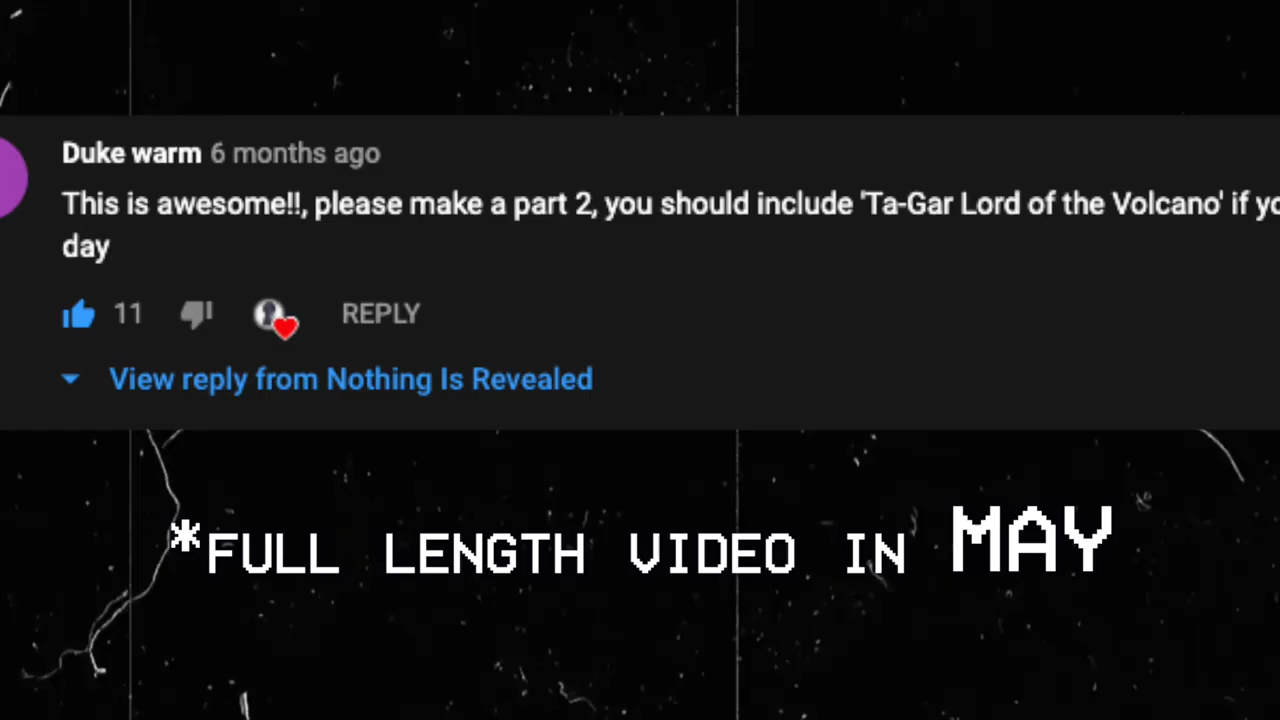 Duke warm 6 months ago
This is awesome!!, please make a part 2, you should include 'Ta-Gar Lord of the Volcano' if
day
11
REPLY
View reply from Nothing Is Revealed
*FULL LENGTH VIDEO IN MAY